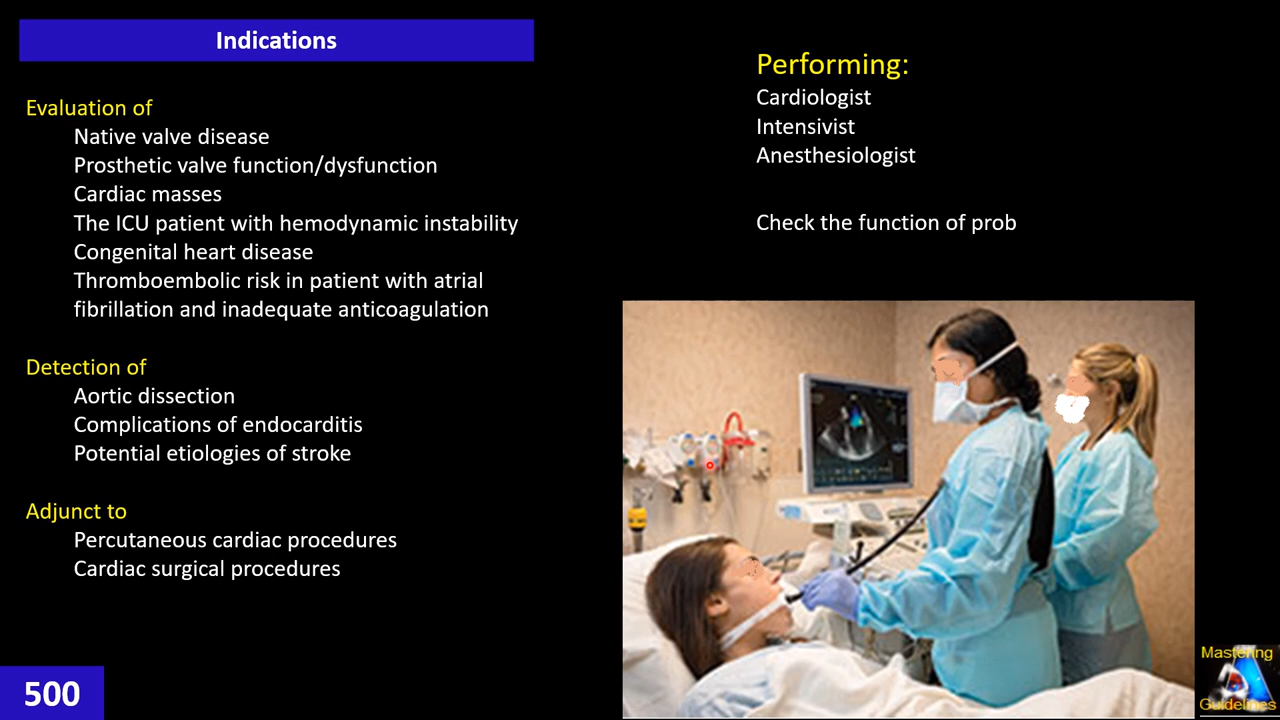 Indications
Evaluation of
Native valve disease
Prosthetic valve function/dysfunction
Cardiac masses
The ICU patient with hemodynamic instability
Congenital heart disease
Thromboembolic risk in patient with atrial
fibrillation and inadequate anticoagulation
Detection of
Aortic dissection
Complications of endocarditis
Potential etiologies of stroke
Adjunct to
Percutaneous cardiac procedures
Cardiac surgical procedures
500
Performing:
Cardiologist
Intensivist
Anesthesiologist
Check the function of prob
Mastering
Guidelines